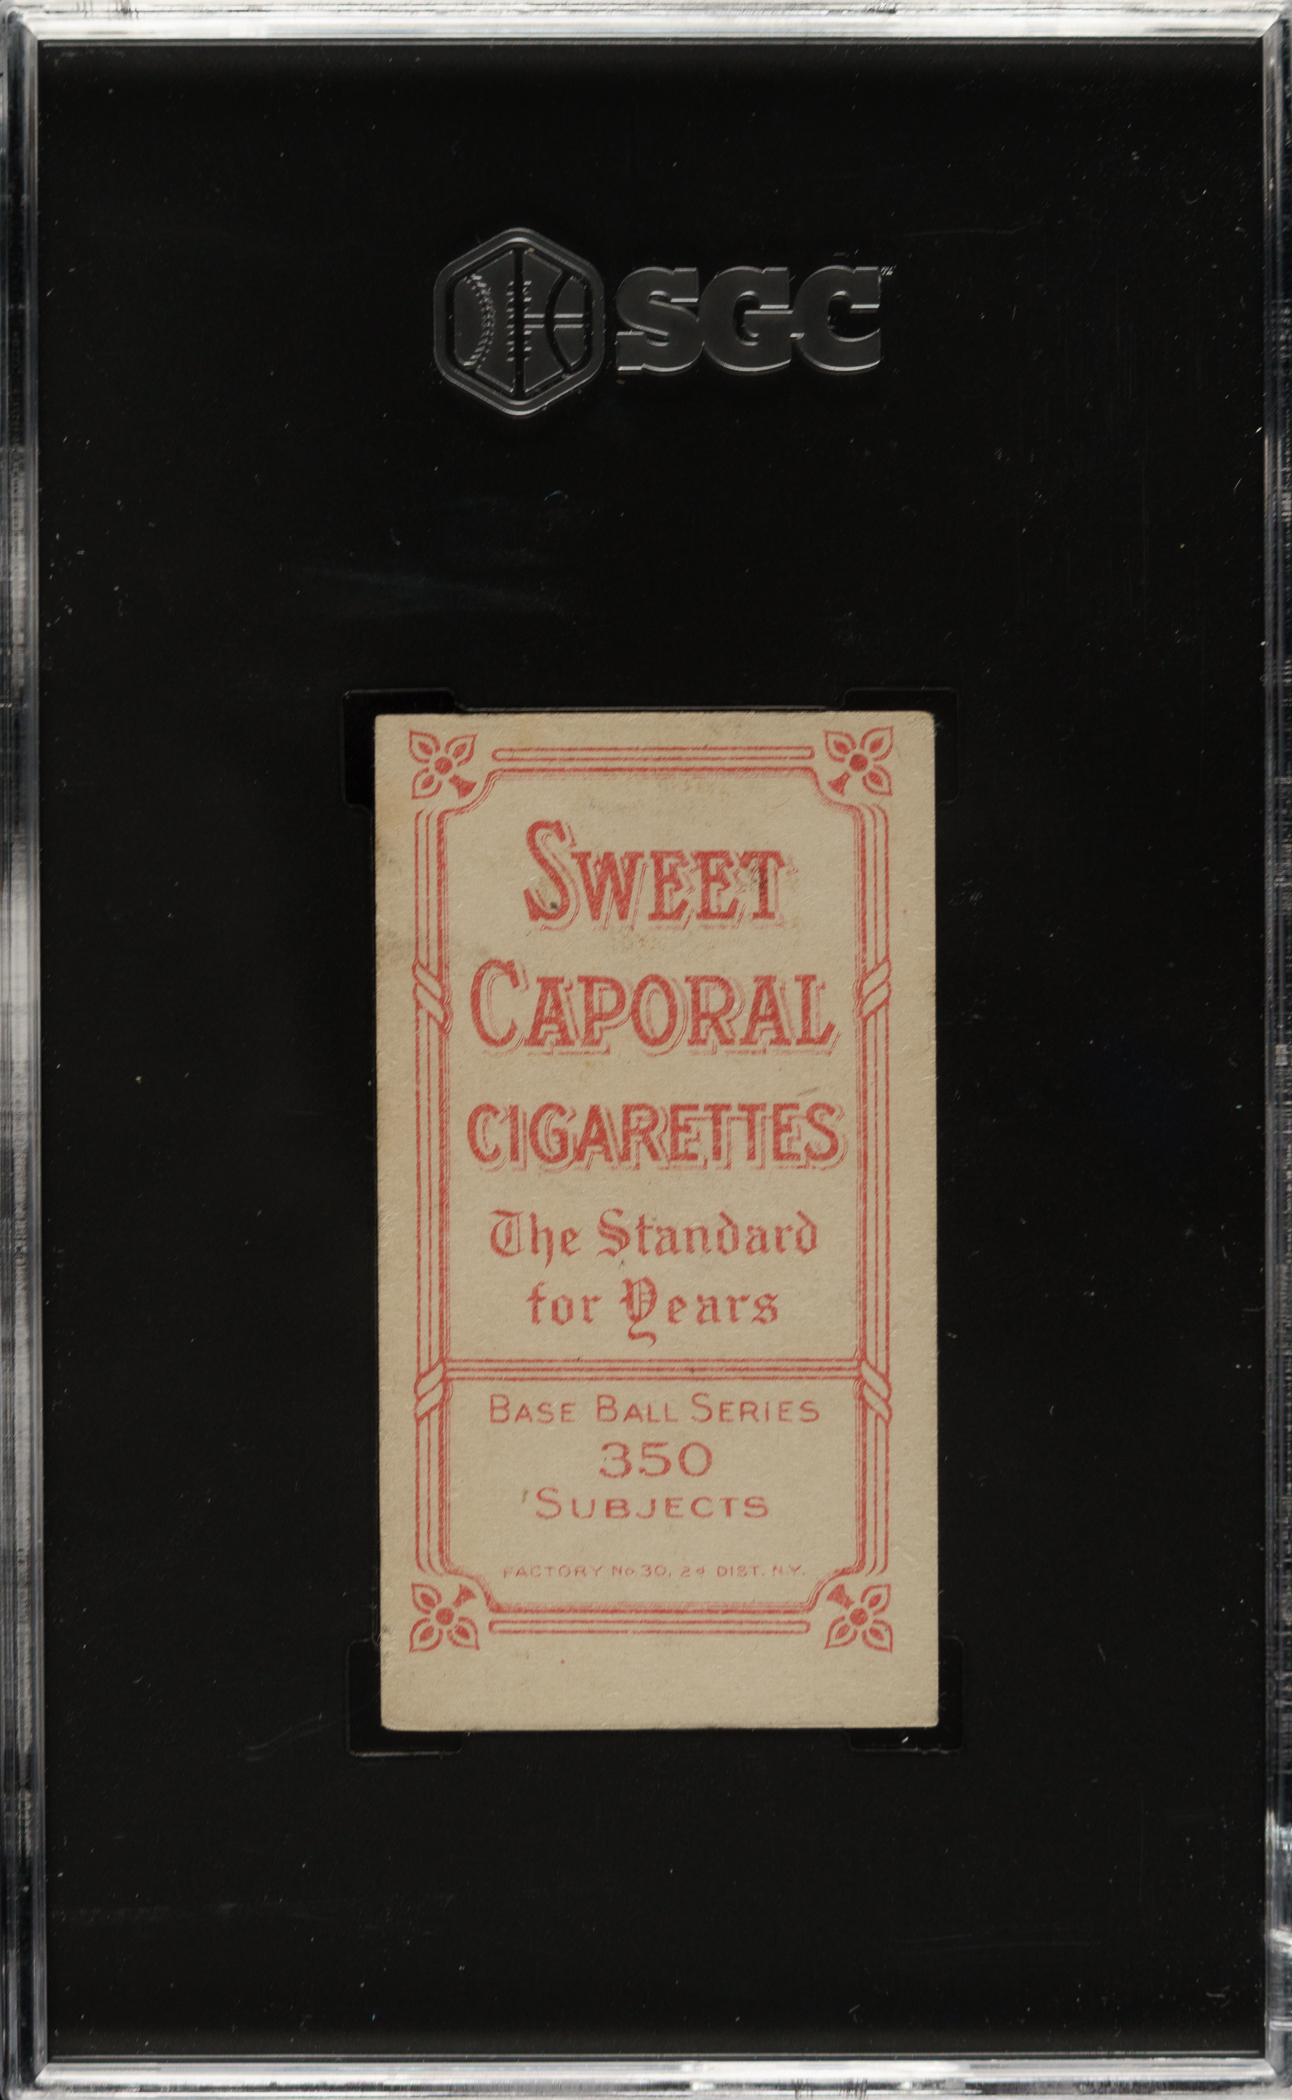 SGC
SWEET
CAPORAL
CIGARETTES
The Standard
for Years
BASE BALL SERIES
350
SUBJECTS
FACTORY No 30, 2d DIST. N.Y.